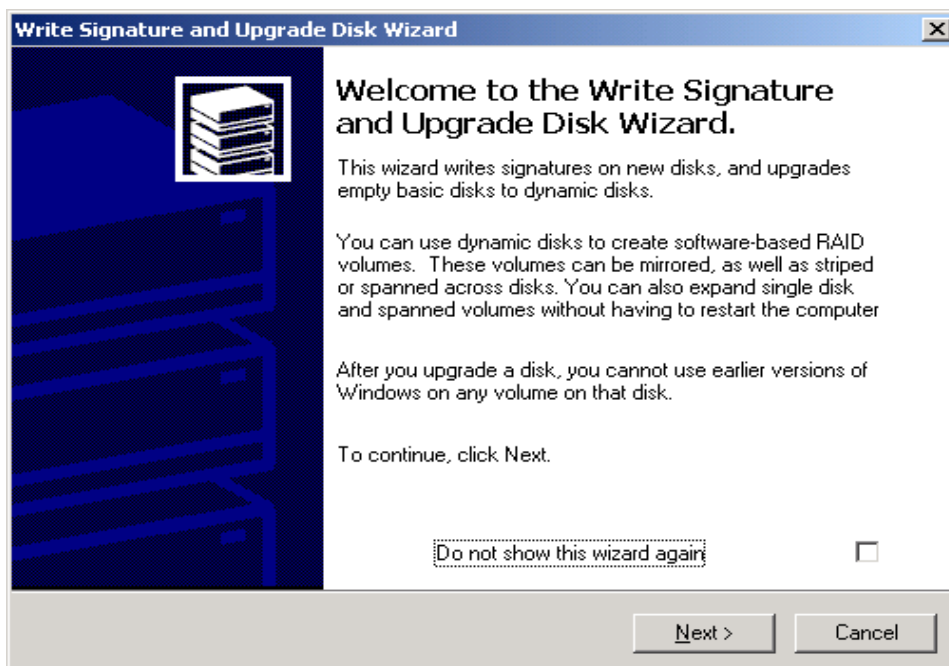 Write Signature and Upgrade Disk Wizard
Welcome to the Write Signature
and Upgrade Disk Wizard.
This wizard writes signatures on new disks, and upgrades
empty basic disks to dynamic disks.
You can use dynamic disks to create software-based RAID
volumes.  These volumes can be mirrored, as well as striped
or spanned across disks. You can also expand single disk
and spanned volumes without having to restart the computer
After you upgrade a disk, you cannot use earlier versions of
Windows on any volume on that disk.
To continue, click Next.
Do not show this wizard again
Next >
Cancel